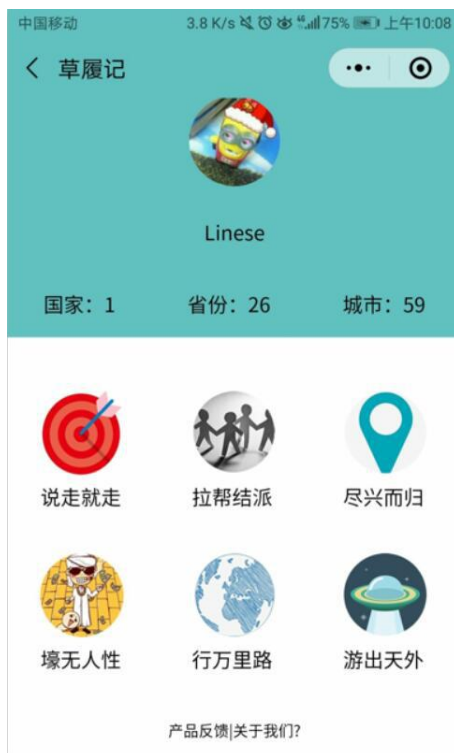 中国移动 3.8 K/s 46 75% 上午10:08
草履记
Linese
国家：1 省份：26 城市：59
说走就走 拉帮结派 尽兴而归
壕无人性 行万里路 游出天外
产品反馈|关于我们?